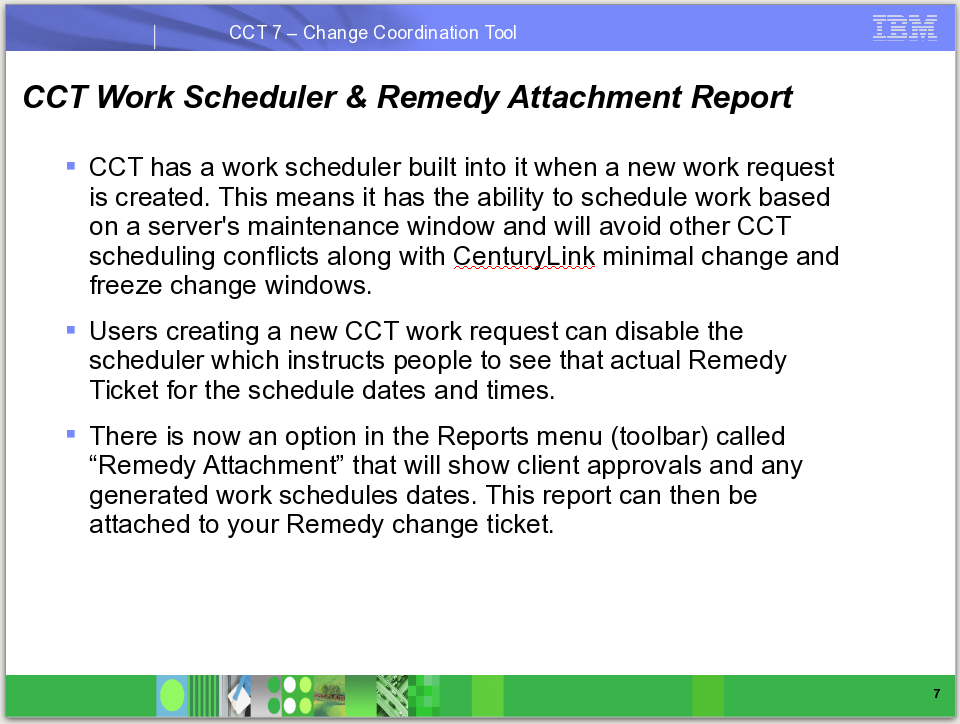 CCT 7 – Change Coordination Tool
IBM
CCT Work Scheduler & Remedy Attachment Report
▪ CCT has a work scheduler built into it when a new work request
is created. This means it has the ability to schedule work based
on a server's maintenance window and will avoid other CCT
scheduling conflicts along with CenturyLink minimal change and
freeze change windows.
▪ Users creating a new CCT work request can disable the
scheduler which instructs people to see that actual Remedy
Ticket for the schedule dates and times.
▪ There is now an option in the Reports menu (toolbar) called
“Remedy Attachment” that will show client approvals and any
generated work schedules dates. This report can then be
attached to your Remedy change ticket.
7